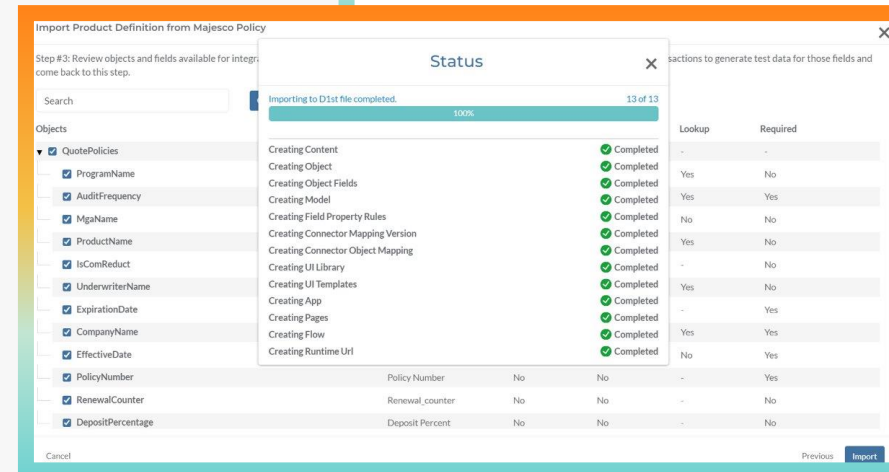 Import Product Definition from Majesco Policy
Step #3: Review objects and fields available for integra
sactions to generate test data for those fields and
come back to this step.
Search
Status
Importing to D1st file completed. 13 of 13
100%
Creating Content Completed
Creating Object Completed
Creating Object Fields Completed
Creating Model Completed
Creating Field Property Rules Completed
Creating Connector Mapping Version Completed
Creating Connector Object Mapping Completed
Creating UI Library Completed
Creating UI Templates Completed
Creating App Completed
Creating Pages Completed
Creating Flow Completed
Creating Runtime Url Completed
Objects Lookup Required
QuotePolicies - -
ProgramName Yes No
AuditFrequency Yes Yes
MgaName No No
ProductName Yes No
IsComReduct - No
UnderwriterName Yes No
ExpirationDate - Yes
CompanyName Yes Yes
EffectiveDate No Yes
PolicyNumber Policy Number No No - Yes
RenewalCounter Renewal_counter No No - No
DepositPercentage Deposit Percent No No - No
Cancel Previous Import